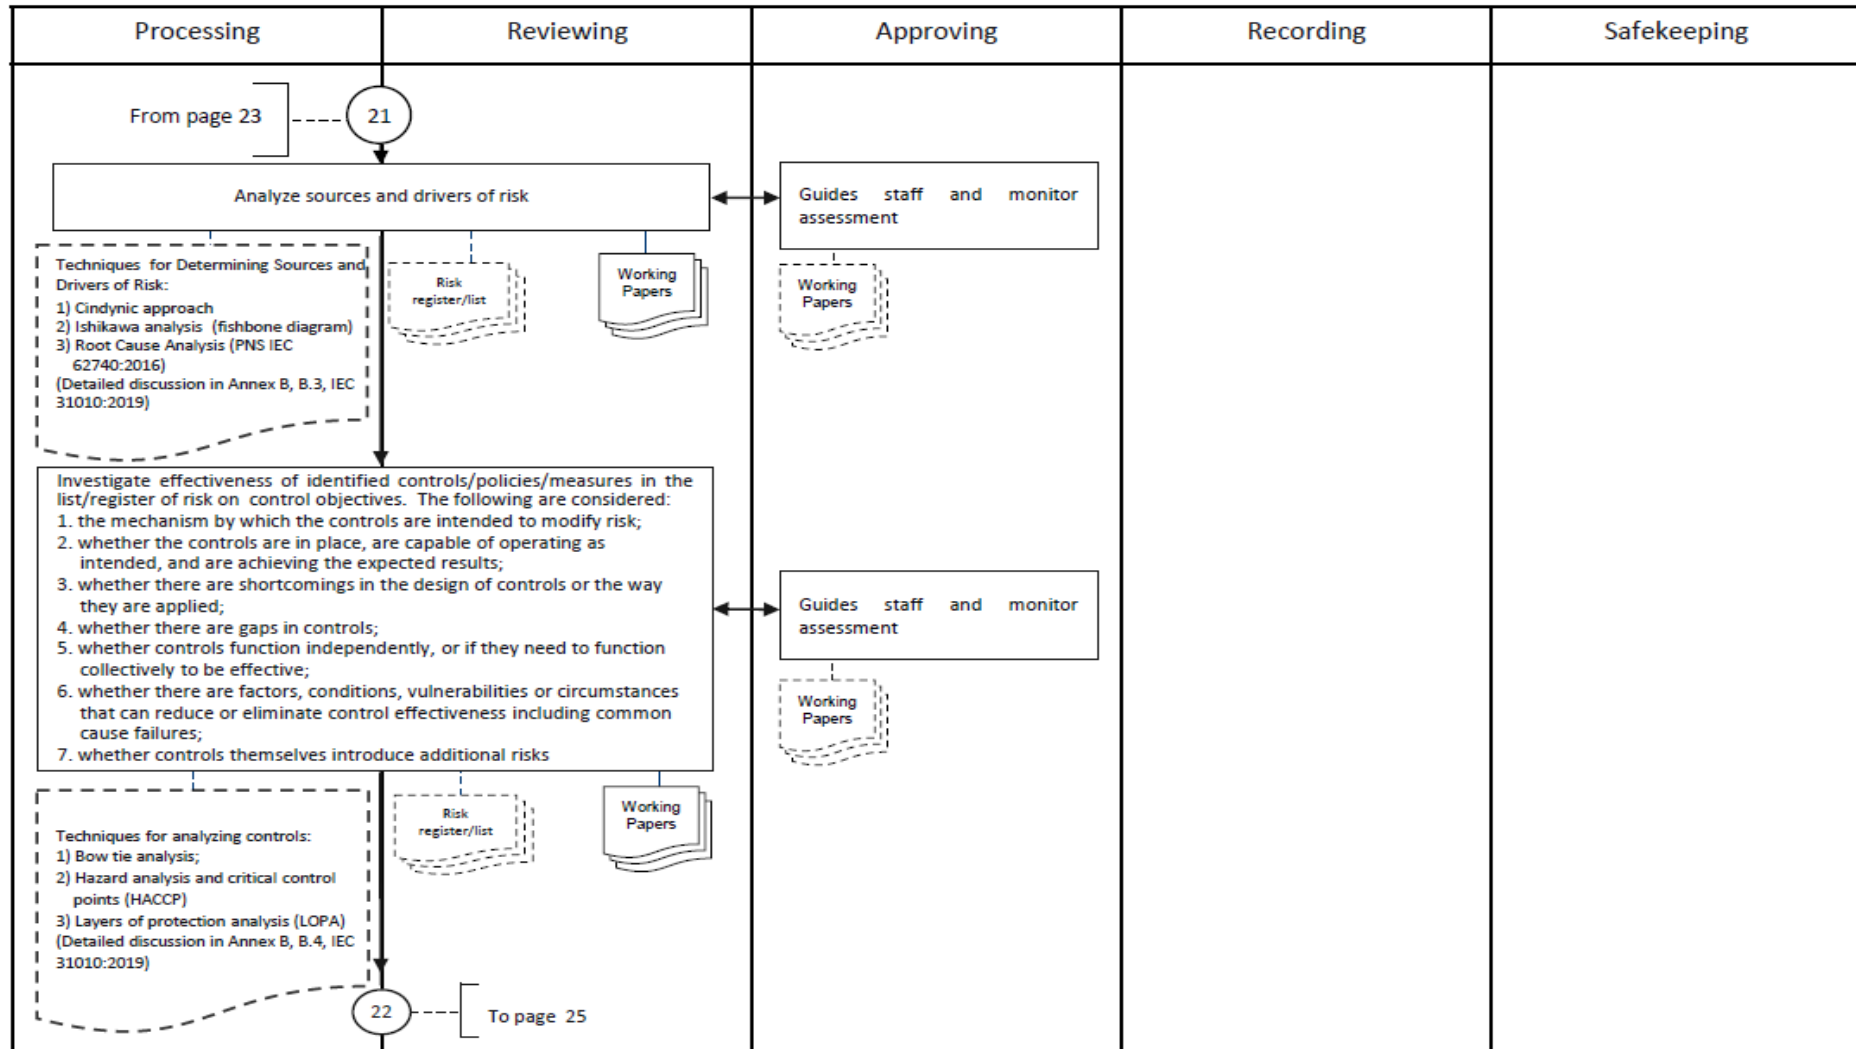 Processing
Reviewing
Approving
Recording
Safekeeping
From page 23
21
Analyze sources and drivers of risk
Guides staff and monitor
assessment
Techniques for Determining Sources and
Drivers of Risk:
1) Cindynic approach
2) Ishikawa analysis (fishbone diagram)
3) Root Cause Analysis (PNS IEC
62740:2016)
(Detailed discussion in Annex B, B.3, IEC
31010:2019)
Risk
register/list
Working
Papers
Working
Papers
Investigate effectiveness of identified controls/policies/measures in the
list/register of risk on control objectives. The following are considered:
1. the mechanism by which the controls are intended to modify risk;
2. whether the controls are in place, are capable of operating as
intended, and are achieving the expected results;
3. whether there are shortcomings in the design of controls or the way
they are applied;
4. whether there are gaps in controls;
5. whether controls function independently, or if they need to function
collectively to be effective;
6. whether there are factors, conditions, vulnerabilities or circumstances
that can reduce or eliminate control effectiveness including common
cause failures;
7. whether controls themselves introduce additional risks
Guides staff and monitor
assessment
Working
Papers
Techniques for analyzing controls:
1) Bow tie analysis;
2) Hazard analysis and critical control
points (HACCP)
3) Layers of protection analysis (LOPA)
(Detailed discussion in Annex B, B.4, IEC
31010:2019)
Risk
register/list
Working
Papers
22
To page 25